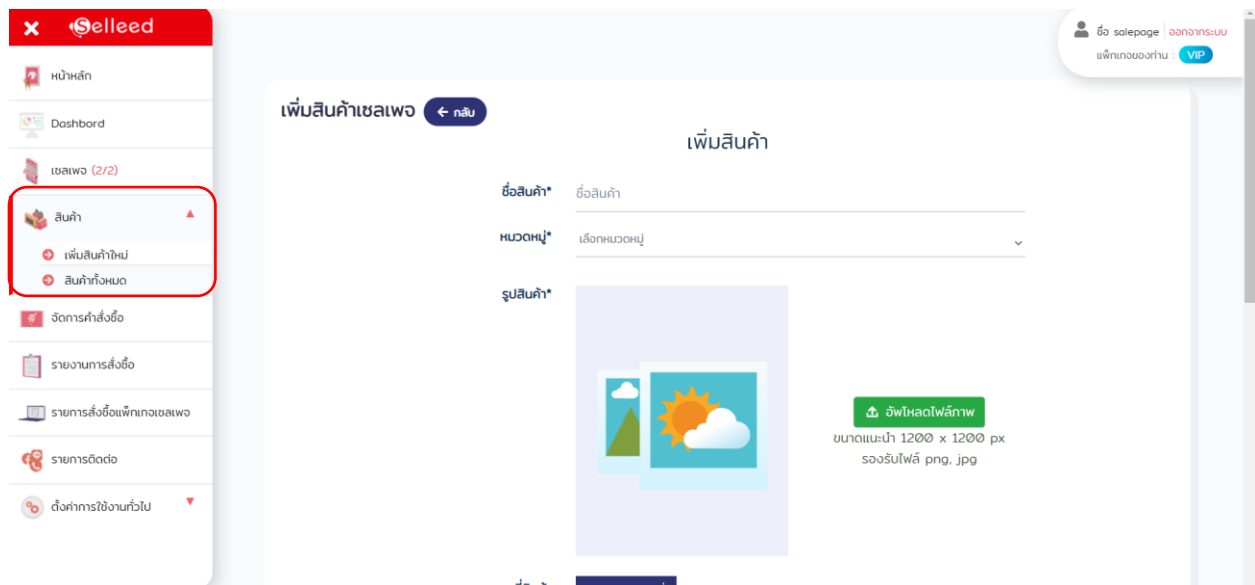 Selleed
ชื่อ salepage ออกจากระบบ
แพ็กเกจของท่าน : VIP
หน้าหลัก
Dashbord
เซลเพจ (2/2)
สินค้า
เพิ่มสินค้าใหม่
สินค้าทั้งหมด
จัดการคำสั่งซื้อ
รายงานการสั่งซื้อ
รายการสั่งซื้อแพ็กเกจเซลเพจ
รายการติดต่อ
ตั้งค่าการใช้งานทั่วไป
เพิ่มสินค้าเซลเพจ กลับ
เพิ่มสินค้า
ชื่อสินค้า* ชื่อสินค้า
หมวดหมู่* เลือกหมวดหมู่
รูปสินค้า*
อัพโหลดไฟล์ภาพ
ขนาดแนะนำ 1200 x 1200 px
รองรับไฟล์ png, jpg